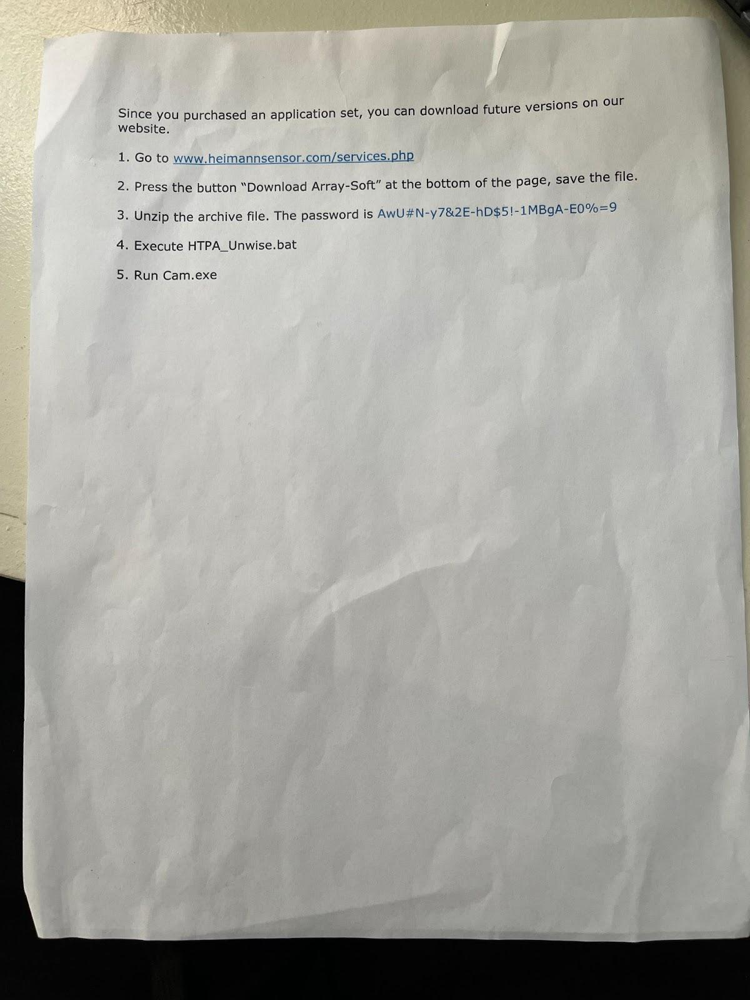 Since you purchased an application set, you can download future versions on our
website.
1. Go to www.heimannsensor.com/services.php
2. Press the button “Download Array-Soft” at the bottom of the page, save the file.
3. Unzip the archive file. The password is AwU#N-y7&2E-hD$5!-1MBgA-E0%=9
4. Execute HTPA_Unwise.bat
5. Run Cam.exe